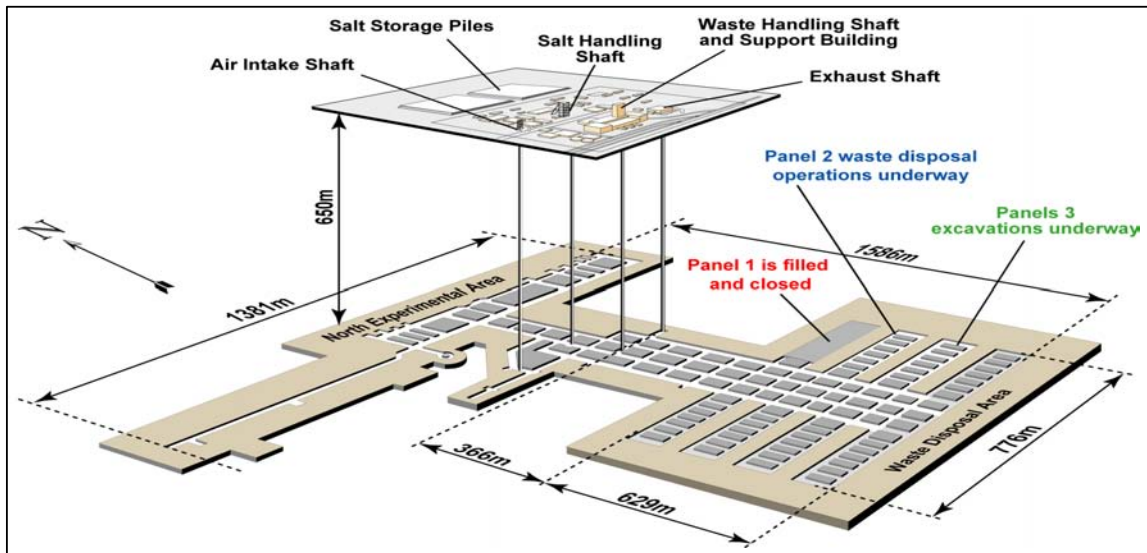 Salt Storage Piles
Air Intake Shaft
Salt Handling
Shaft
Waste Handling Shaft
and Support Building
Exhaust Shaft
Panel 2 waste disposal
operations underway
Panels 3
excavations underway
Panel 1 is filled
and closed
650m
N
1381m
North Experimental Area
1586m
366m
629m
776m
Waste Disposal Area